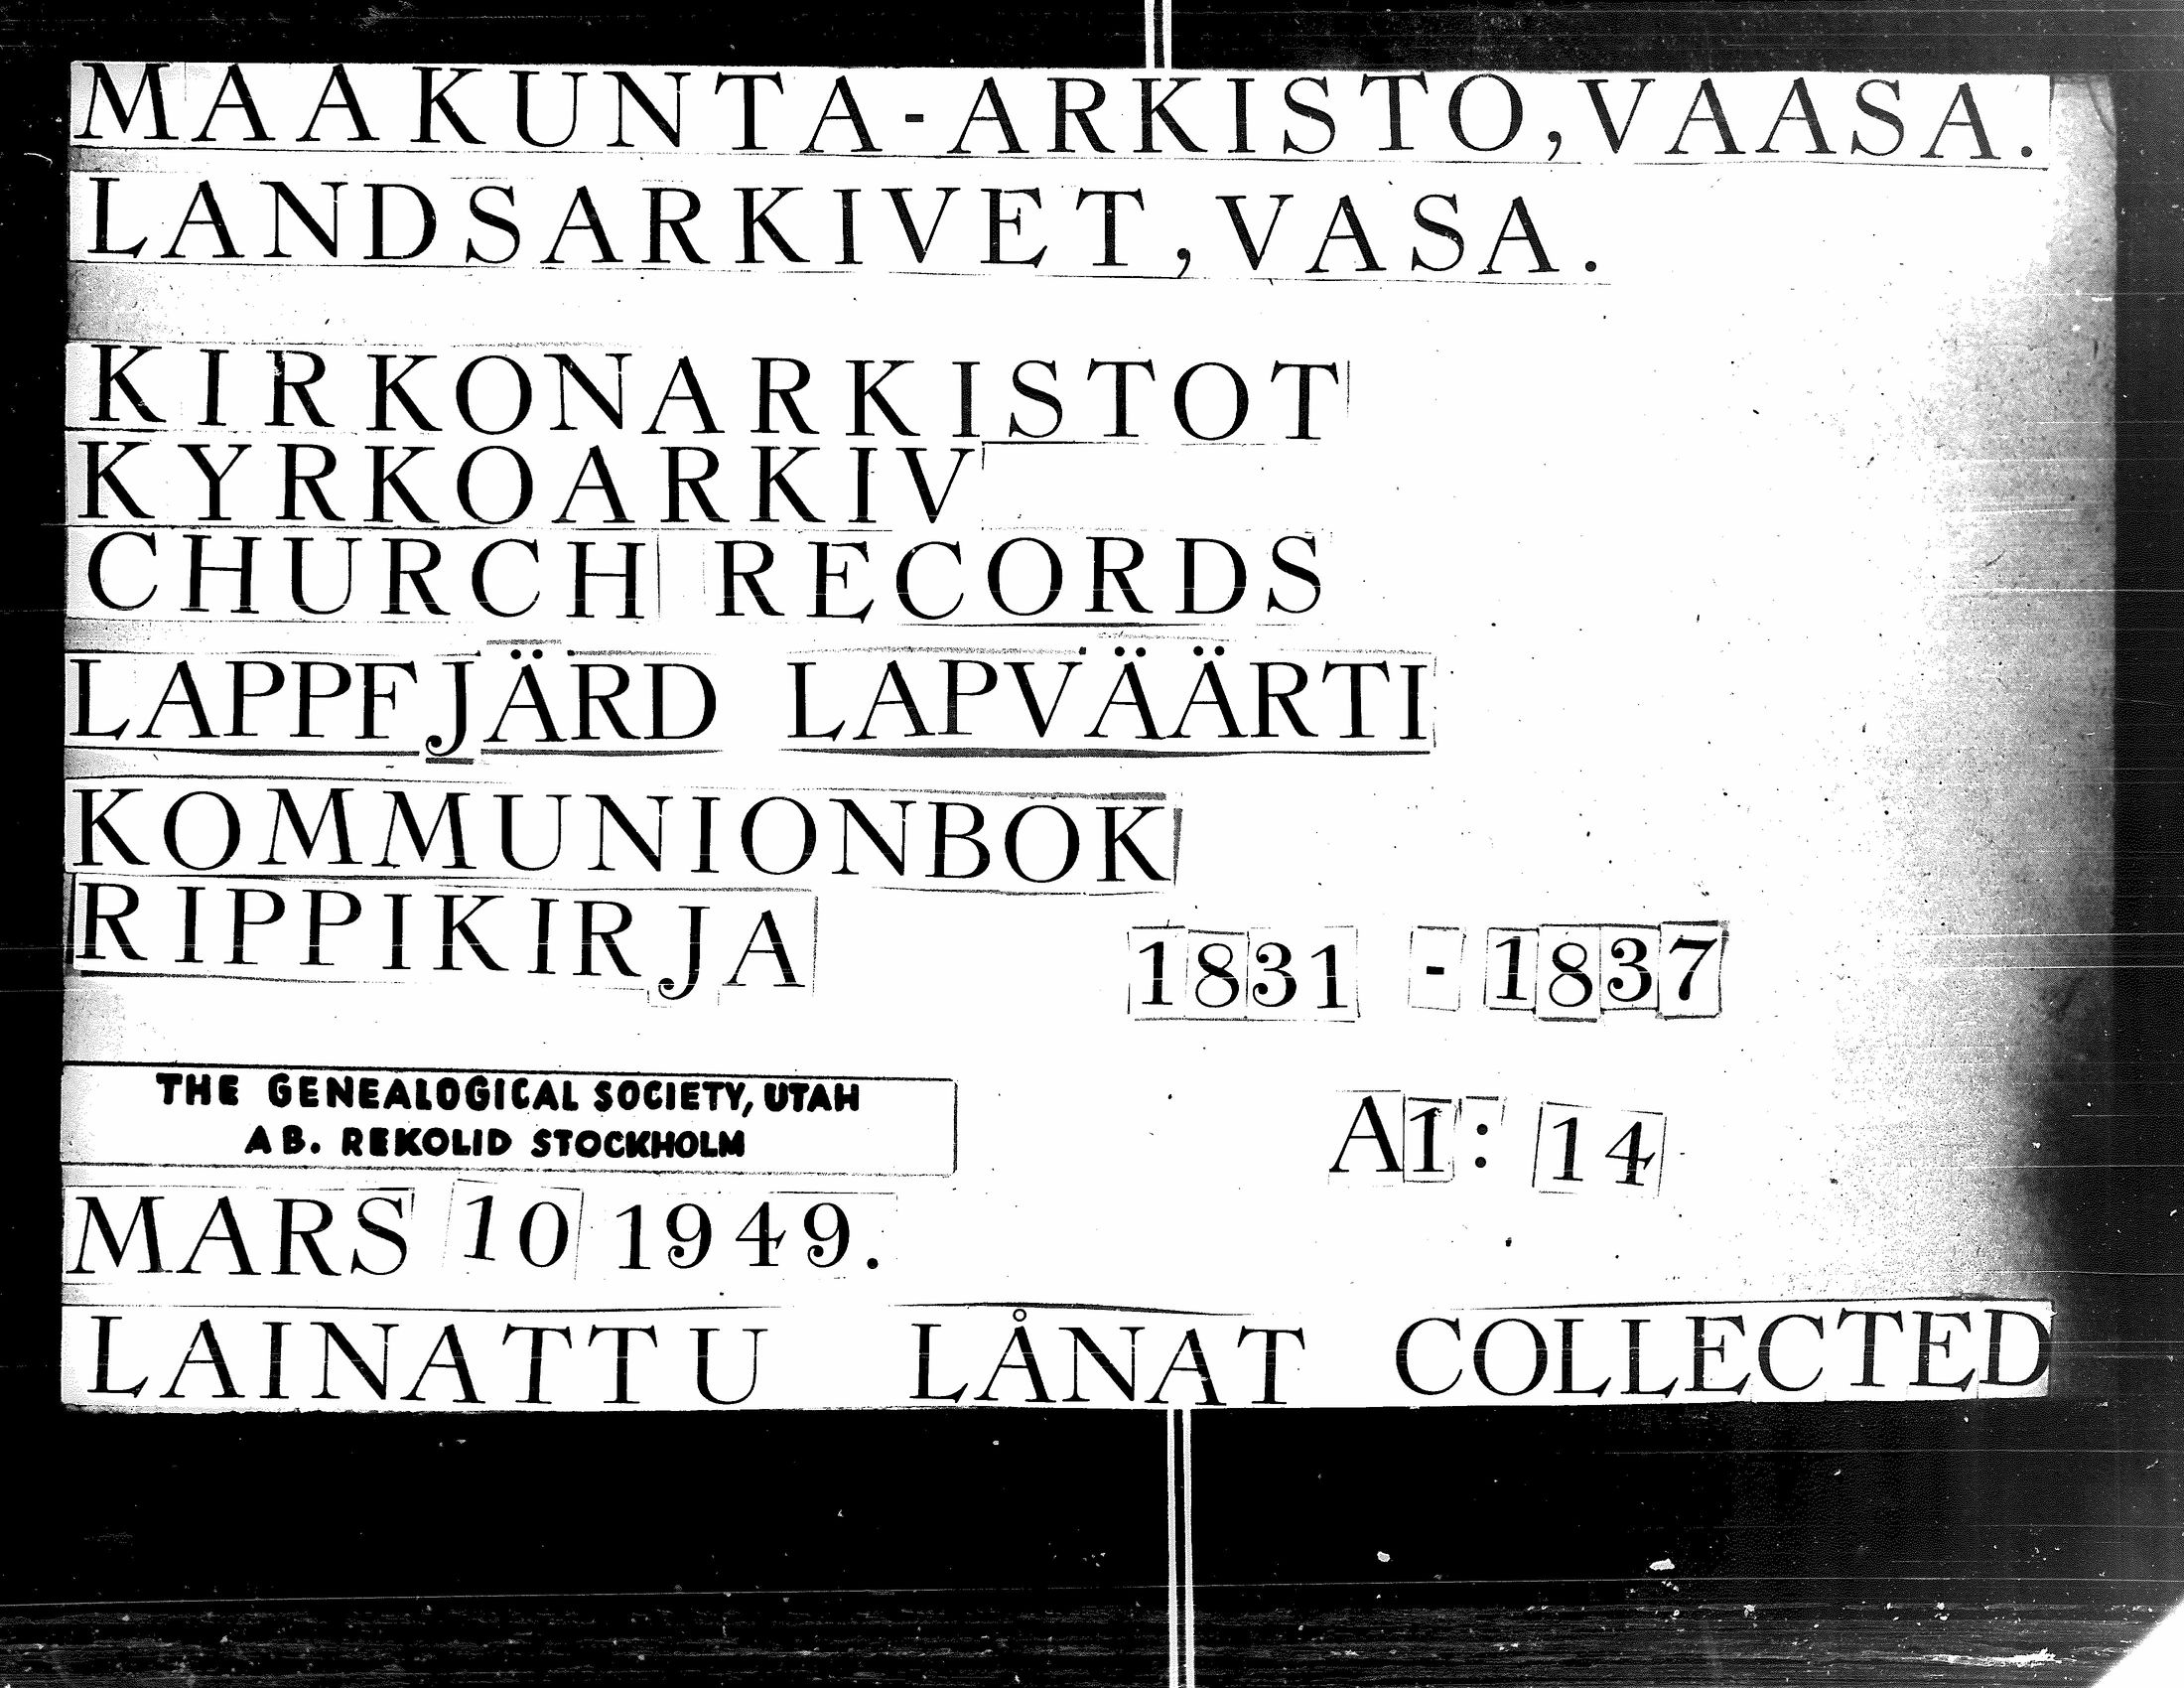 MAAKUNTA-ARKISTO, VAASA.
LANDSARKIVET, VASA.
KIRKONARKISTOT
KYRKOARKIV
CHURCH RECORDS
LAPPFJÄRD LAPVÄÄRTI
KOMMUNIONBOK
RIPPIKIRJA 1831 - 1837
THE GENEALOGICAL SOCIETY, UTAH
AB. REKOLID STOCKHOLM
AI: 14
MARS 10 1949.
LAINATTU LÅNAT COLLECTED